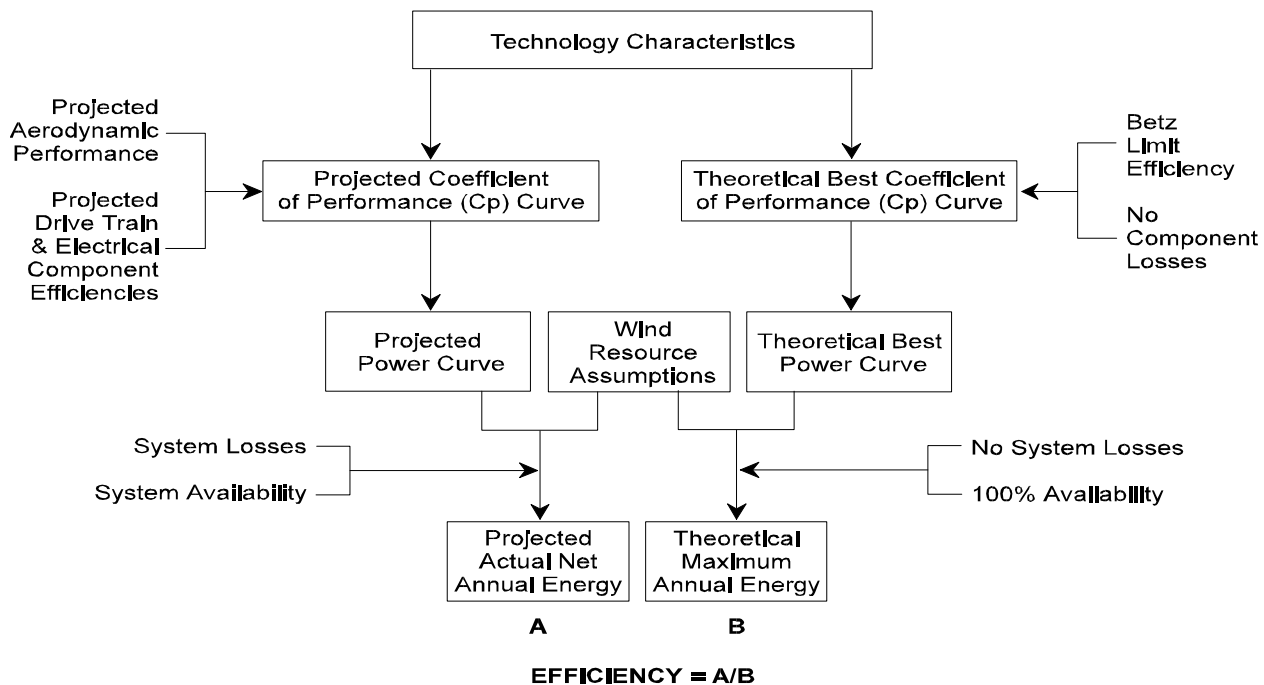 Technology Characteristics
Projected
Aerodynamic
Performance
Projected
Drive Train
& Electrical
Component
Efficiencies
Projected Coefficient
of Performance (Cp) Curve
Theoretical Best Coefficient
of Performance (Cp) Curve
Betz
Limit
Efficiency
No
Component
Losses
Projected
Power Curve
Wind
Resource
Assumptions
Theoretical Best
Power Curve
System Losses
System Availability
No System Losses
100% Availability
Projected
Actual Net
Annual Energy
Theoretical
Maximum
Annual Energy
A
B
EFFICIENCY = A/B